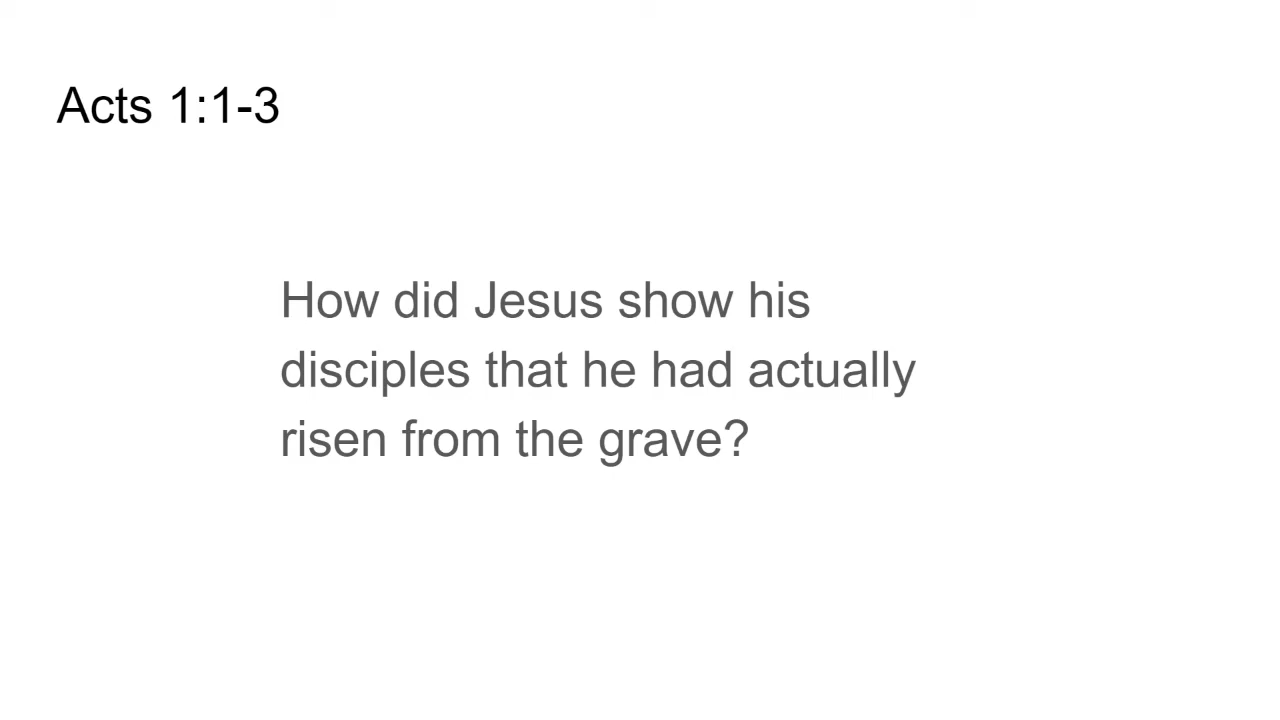 Acts 1:1-3
How did Jesus show his
disciples that he had actually
risen from the grave?